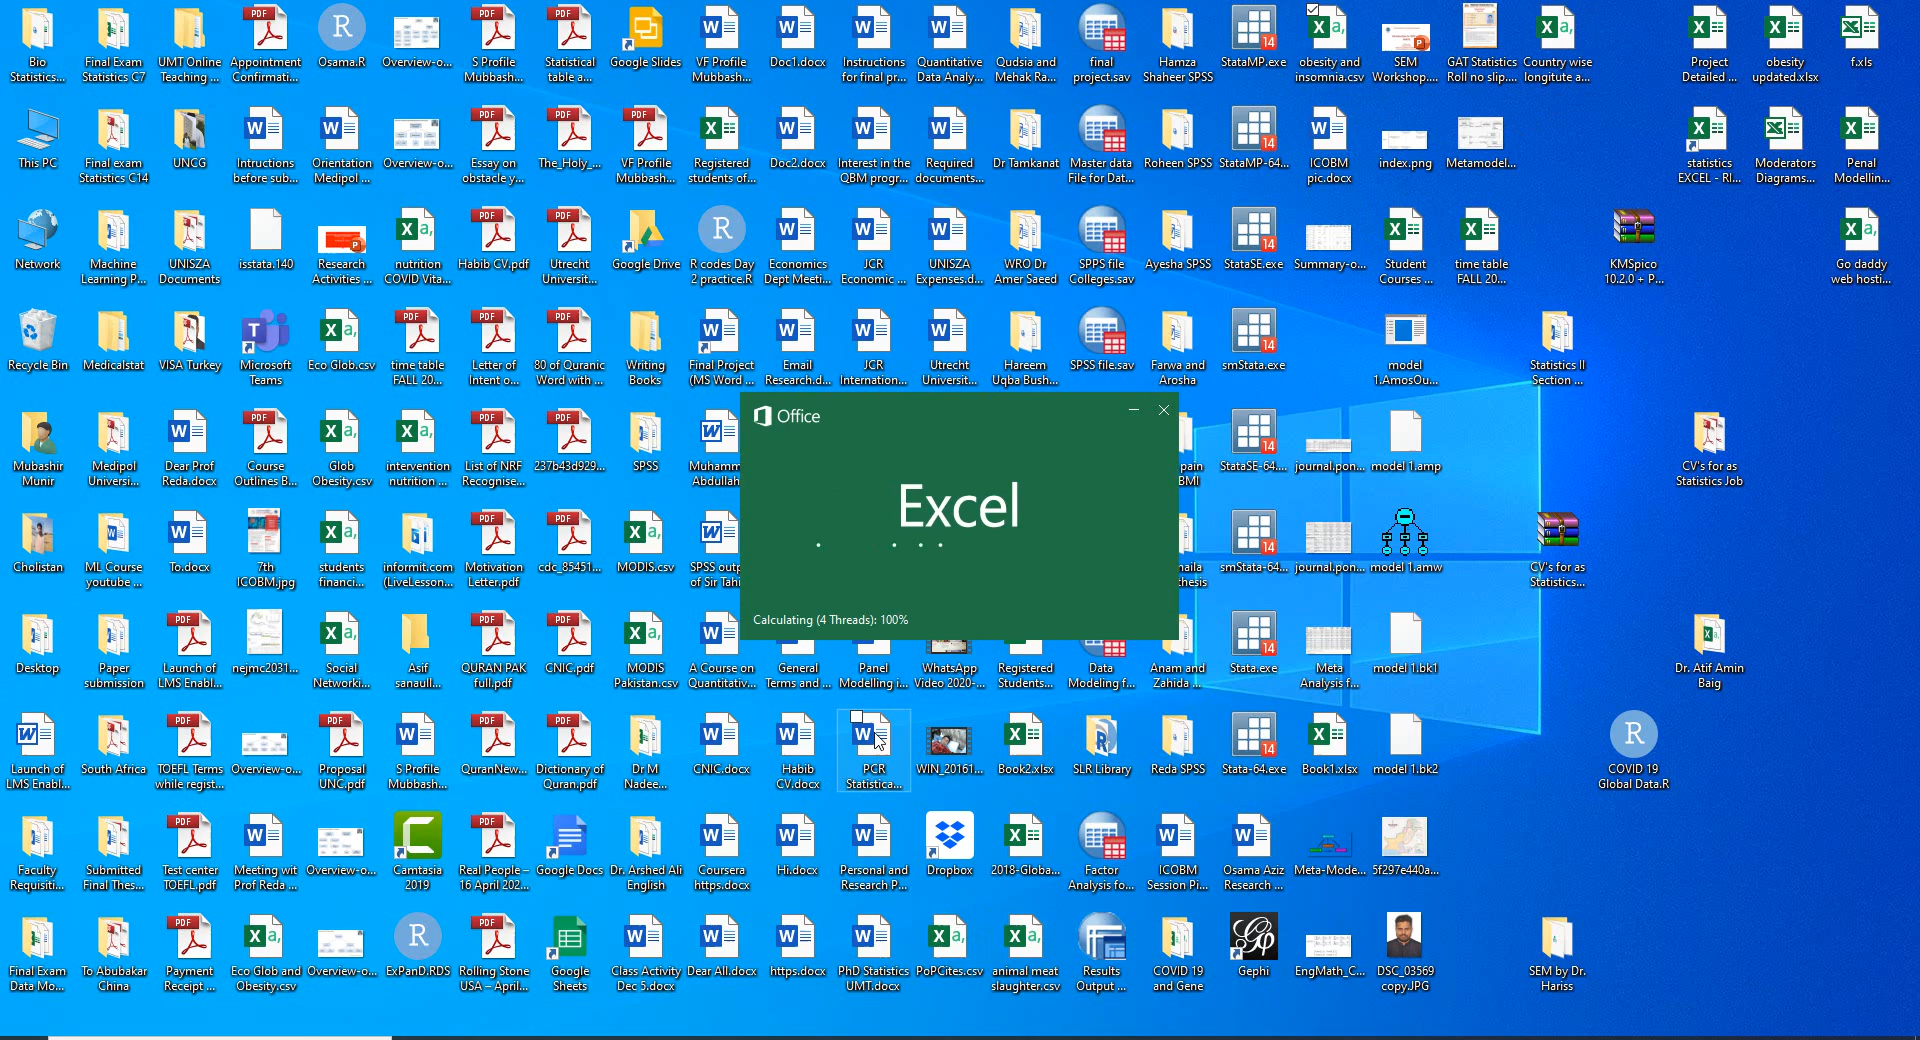 Bio
Statistics...
Final Exam
Statistics C7
UMT Online
Teaching ...
Appointment
Confirmati...
Osama.R
Overview-o...
S Profile
Mubbash...
Statistical
table a...
Google Slides
VF Profile
Mubbash...
Doc1.docx
Instructions
for final pr...
Quantitative
Data Analy...
Qudsia and
Mehak Ra...
final
project.sav
Hamza
Shaheer SPSS
StataMP.exe
obesity and
insomnia.csv
SEM
Workshop....
GAT Statistics
Roll no slip....
Country wise
longitute a...
Project
Detailed ...
obesity
updated.xlsx
f.xls
This PC
Final exam
Statistics C14
UNCG
Intructions
before sub...
Orientation
Medipol ...
Overview-o...
Essay on
obstacle y...
The_Holy_...
VF Profile
Mubbash...
Registered
students of...
Doc2.docx
Interest in the
QBM progr...
Required
documents...
Dr Tamkanat
Master data
File for Dat...
Roheen SPSS
StataMP-64...
ICOBM
pic.docx
index.png
Metamodel...
statistics
EXCEL - Rl...
Moderators
Diagrams...
Penal
Modellin...
Network
Machine
Learning P...
UNISZA
Documents
isstata.140
Research
Activities ...
nutrition
COVID Vita...
Habib CV.pdf
Utrecht
Universit...
Google Drive
R codes Day
2 practice.R
Economics
Dept Meeti...
JCR
Economic ...
UNISZA
Expenses.d...
WRO Dr
Amer Saeed
SPPS file
Colleges.sav
Ayesha SPSS
StataSE.exe
Summary-o...
Student
Courses ...
time table
FALL 20...
KMSpico
10.2.0 + P...
Go daddy
web hosti...
Recycle Bin
Medicalstat
VISA Turkey
Microsoft
Teams
Eco Glob.csv
time table
FALL 20...
Letter of
Intent o...
80 of Quranic
Word with ...
Writing
Books
Final Project
(MS Word ...
Email
Research.d...
JCR
Internation...
Utrecht
Universit...
Hareem
Uqba Bush...
SPSS file.sav
Farwa and
Arosha
smStata.exe
model
1.AmosOu...
Statistics II
Section ...
Mubashir
Munir
Medipol
Universi...
Dear Prof
Reda.docx
Course
Outlines B...
Glob
Obesity.csv
intervention
nutrition ...
List of NRF
Recognise...
237b43d929...
SPSS
Muhamm
Abdullah
Office
Excel
Calculating (4 Threads): 100%
pain
BMI
StataSE-64....
journal.pon...
model 1.amp
CV's for as
Statistics Job
Cholistan
ML Course
youtube ...
To.docx
7th
ICOBM.jpg
students
financi...
informit.com
(LiveLesson...
Motivation
Letter.pdf
cdc_85451...
MODIS.csv
SPSS outp
of Sir Tahi
naila
hesis
smStata-64...
journal.pon...
model 1.amw
CV's for as
Statistics...
Desktop
Paper
submission
Launch of
LMS Enabl...
nejmc2031...
Social
Networki...
Asif
sanaull...
QURAN PAK
full.pdf
CNIC.pdf
MODIS
Pakistan.csv
A Course on
Quantitativ...
General
Terms and ...
Panel
Modelling i...
WhatsApp
Video 2020-...
Registered
Students...
Data
Modeling f...
Anam and
Zahida ...
Stata.exe
Meta
Analysis f...
model 1.bk1
Dr. Atif Amin
Baig
Launch of
LMS Enabl...
South Africa
TOEFL Terms
while regist...
Overview-o...
Proposal
UNC.pdf
S Profile
Mubbash...
QuranNew...
Dictionary of
Quran.pdf
Dr M
Nadee...
CNIC.docx
Habib
CV.docx
PCR
Statistica...
WIN_20161...
Book2.xlsx
SLR Library
Reda SPSS
Stata-64.exe
Book1.xlsx
model 1.bk2
COVID 19
Global Data.R
Faculty
Requisiti...
Submitted
Final Thes...
Test center
TOEFL.pdf
Meeting wit
Prof Reda ...
Overview-o...
Camtasia
2019
Real People –
16 April 202...
Google Docs
Dr. Arshed Ali
English
Coursera
https.docx
Hi.docx
Personal and
Research P...
Dropbox
2018-Globa...
Factor
Analysis fo...
ICOBM
Session Pi...
Osama Aziz
Research ...
Meta-Mode...
5f297e440a...
Final Exam
Data Mo...
To Abubakar
China
Payment
Receipt ...
Eco Glob and
Obesity.csv
Overview-o...
ExPanD.RDS
Rolling Stone
USA – April...
Google
Sheets
Class Activity
Dec 5.docx
Dear All.docx
https.docx
PhD Statistics
UMT.docx
PoPCites.csv
animal meat
slaughter.csv
Results
Output ...
COVID 19
and Gene
Gephi
EngMath_C...
DSC_03569
copy.JPG
SEM by Dr.
Hariss